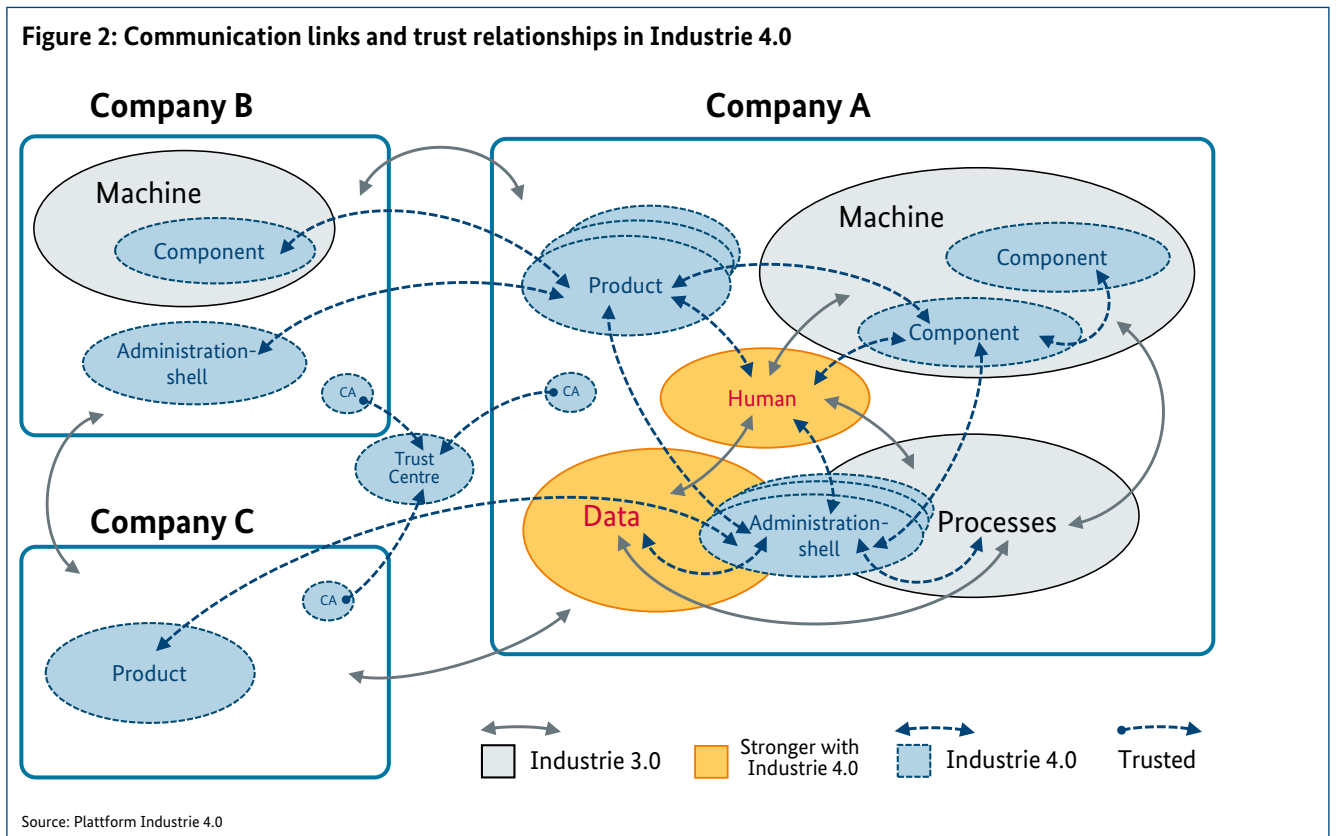 Figure 2: Communication links and trust relationships in Industrie 4.0
Company B
Company A
Machine
Component
Administration-
shell
CA
Product
Machine
Component
Component
Human
CA
Trust
Centre
Data
Administration-
shell
Processes
Company C
CA
Product
Industrie 3.0
Stronger with
Industrie 4.0
Industrie 4.0
Trusted
Source: Plattform Industrie 4.0